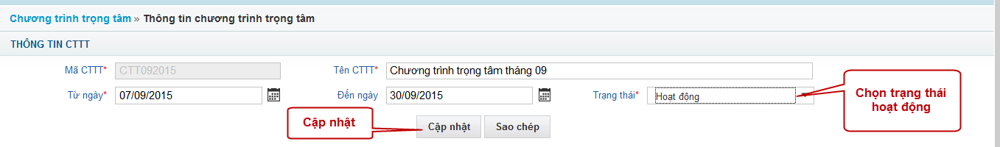 Chương trình trọng tâm » Thông tin chương trình trọng tâm
THÔNG TIN CTTT
Mã CTTT* CTT092015 Tên CTTT* Chương trình trọng tâm tháng 09
Từ ngày* 07/09/2015 Đến ngày 30/09/2015 Trạng thái* Hoạt động
Chọn trạng thái
hoạt động
Cập nhật
Cập nhật Sao chép